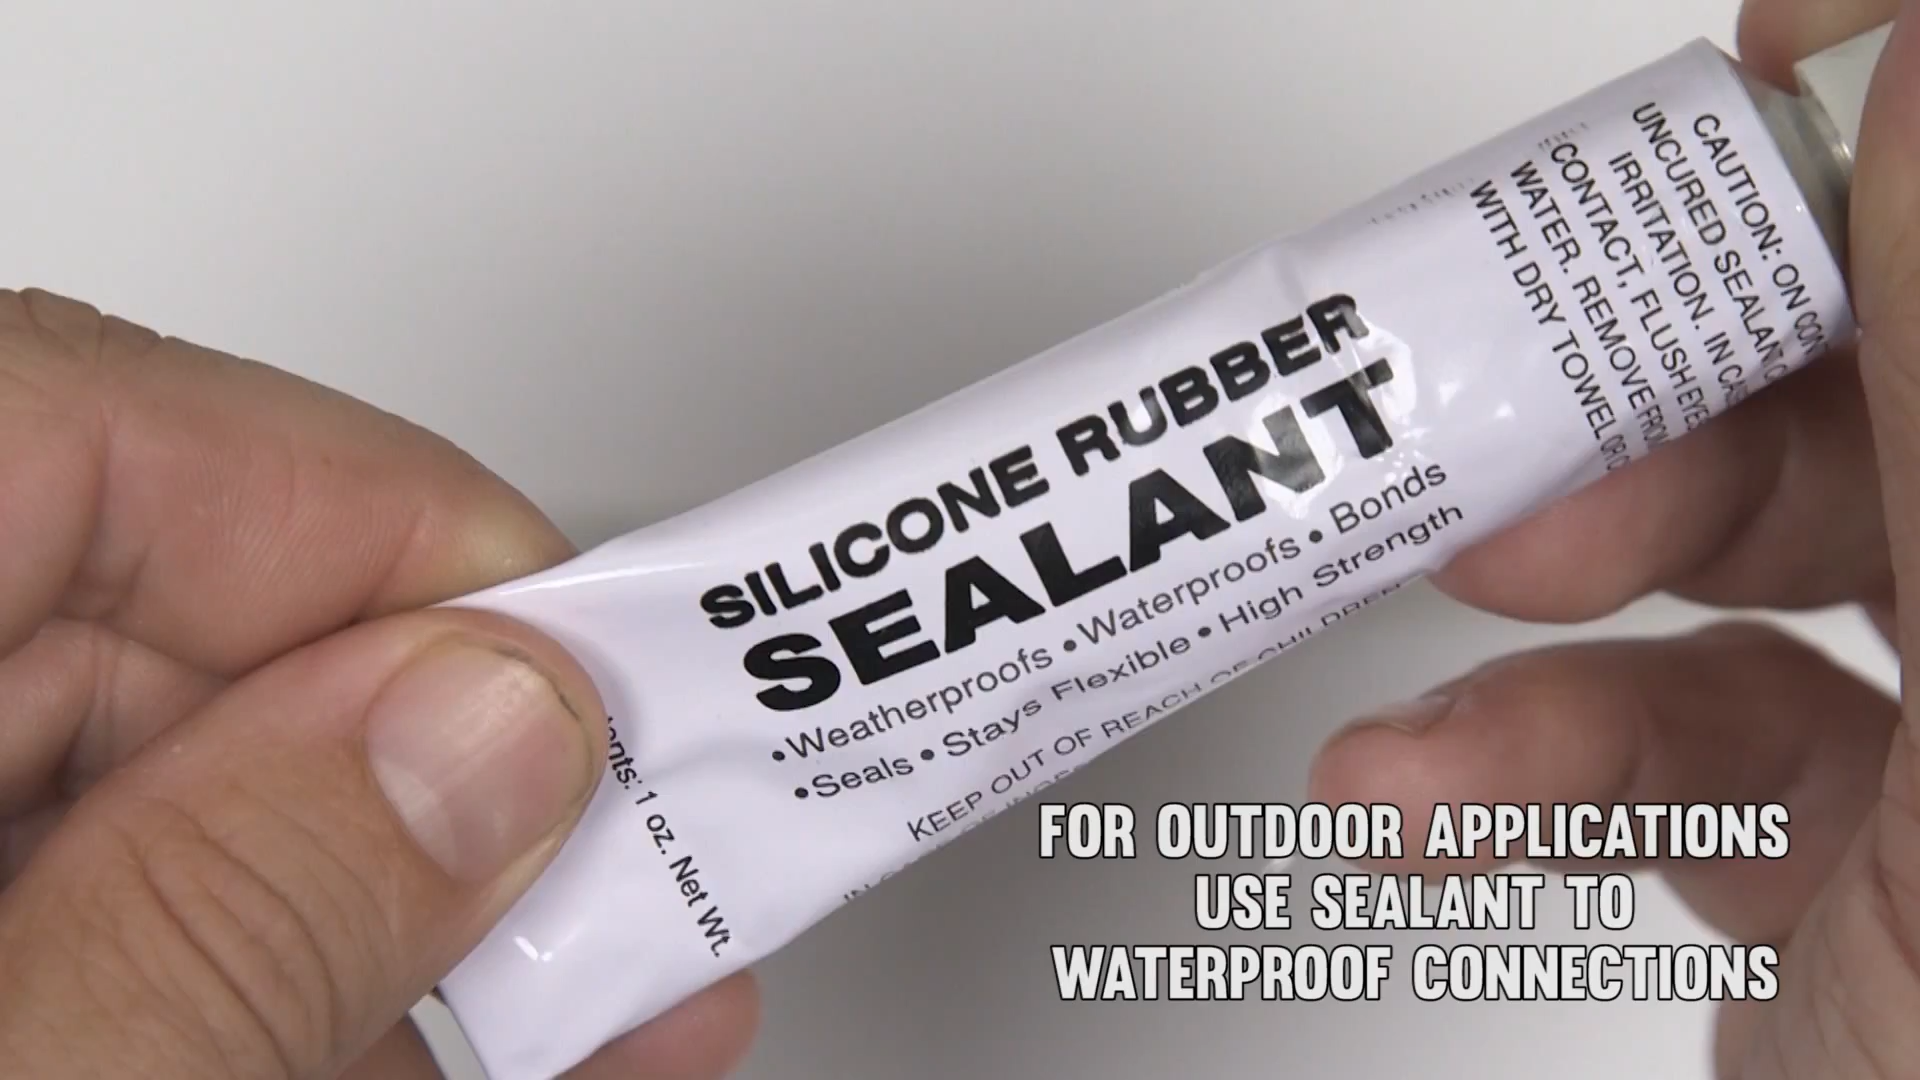 SILICONE RUBBER
SEALANT
•Weatherproofs •Waterproofs • Bonds
•Seals • Stays Flexible • High Strength
KEEP OUT OF REACH OF CHILDREN
1 oz. Net Wt.
CAUTION: ON
UNCURED SEALANT
IRRITATION. IN
CONTACT, FLUSH
WATER. REMOVE
WITH DRY TOWEL
FOR OUTDOOR APPLICATIONS
USE SEALANT TO
WATERPROOF CONNECTIONS